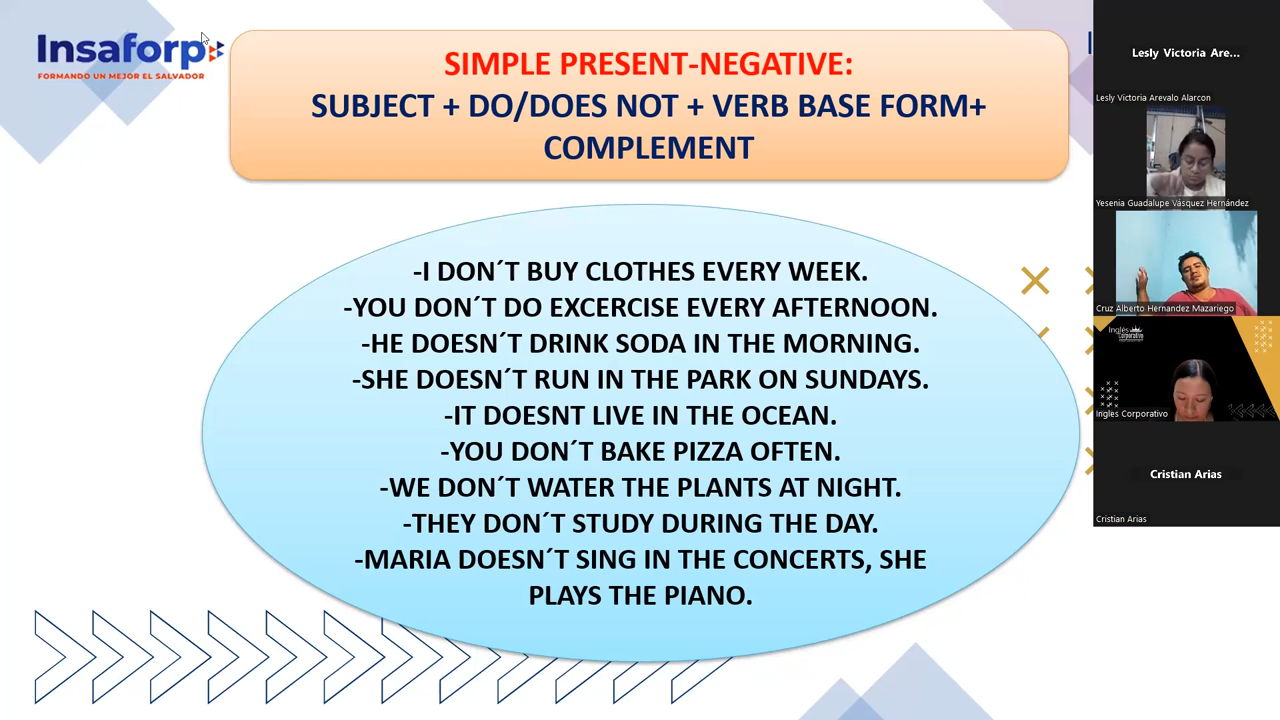 Insaforp
FORMANDO UN MEJOR EL SALVADOR
SIMPLE PRESENT-NEGATIVE:
SUBJECT + DO/DOES NOT + VERB BASE FORM+
COMPLEMENT
-I DON´T BUY CLOTHES EVERY WEEK.
-YOU DON´T DO EXCERCISE EVERY AFTERNOON.
-HE DOESN´T DRINK SODA IN THE MORNING.
-SHE DOESN´T RUN IN THE PARK ON SUNDAYS.
-IT DOESNT LIVE IN THE OCEAN.
-YOU DON´T BAKE PIZZA OFTEN.
-WE DON´T WATER THE PLANTS AT NIGHT.
-THEY DON´T STUDY DURING THE DAY.
-MARIA DOESN´T SING IN THE CONCERTS, SHE
PLAYS THE PIANO.
Lesly Victoria Are...
Lesly Victoria Arevalo Alarcon
Yesenia Guadalupe Vásquez Hernández
Cruz Alberto Hernandez Mazariego
Inglés
Corporativo
Ingles Corporativo
Cristian Arias
Cristian Arias